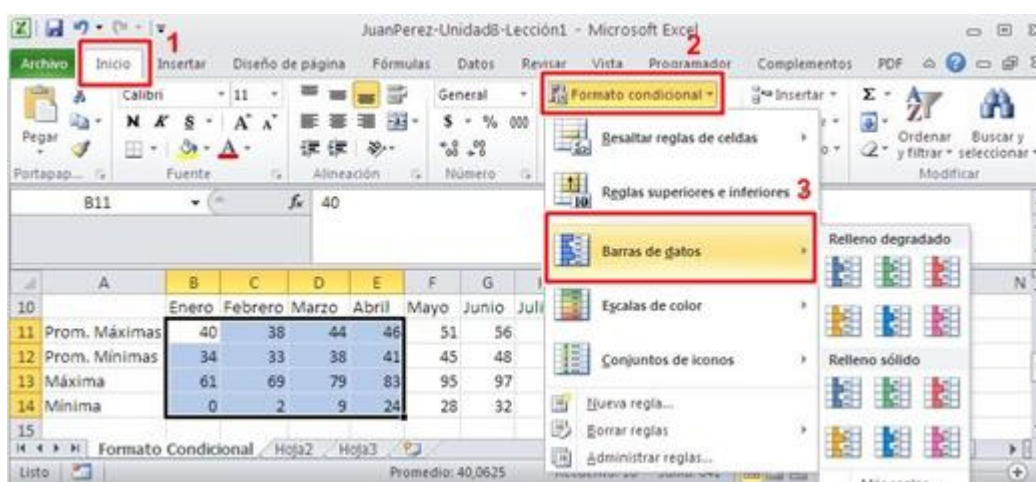 JuanPerez-Unidad8-Lección1 - Microsoft Excel
1
2
Archivo Inicio Insertar Diseño de página Fórmulas Datos Revisar Vista Programador Complementos PDF
Calibri 11 General Formato condicional Insertar Σ
Pegar N K S A A $ % 000 Ordenar y filtrar Buscar y seleccionar
Portapap... Fuente Alineación Número Modificar
Resaltar reglas de celdas
Reglas superiores e inferiores 3
B11 fx 40
Barras de datos
Relleno degradado
A B C D E F G N
10 Enero Febrero Marzo Abril Mayo Junio
11 Prom. Máximas 40 38 44 46 51 56
12 Prom. Mínimas 34 33 38 41 45 48
13 Máxima 61 69 79 83 95 97
14 Mínima 0 2 9 24 28 32
15
Escalas de color
Conjuntos de iconos
Relleno sólido
Nueva regla...
Borrar reglas
Administrar reglas...
Formato Condicional Hoja2 Hoja3
Listo Promedio: 40,0625